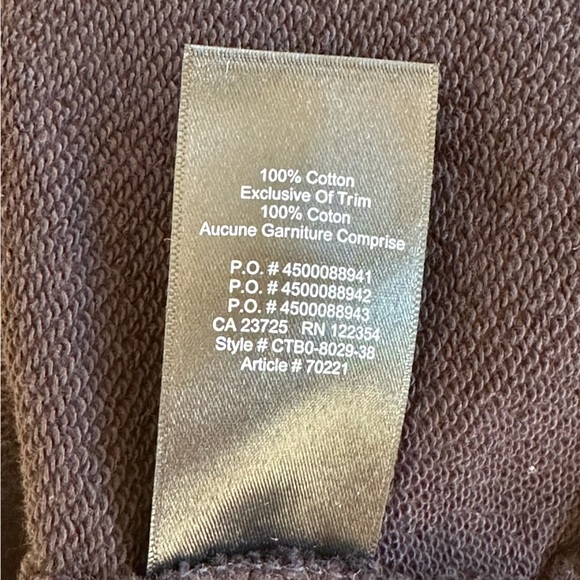 100% Cotton
Exclusive Of Trim
100% Coton
Aucune Garniture Comprise
P.O. # 4500088941
P.O. # 4500088942
P.O. # 4500088943
CA 23725 RN 122354
Style # CTB0-8029-38
Article # 70221